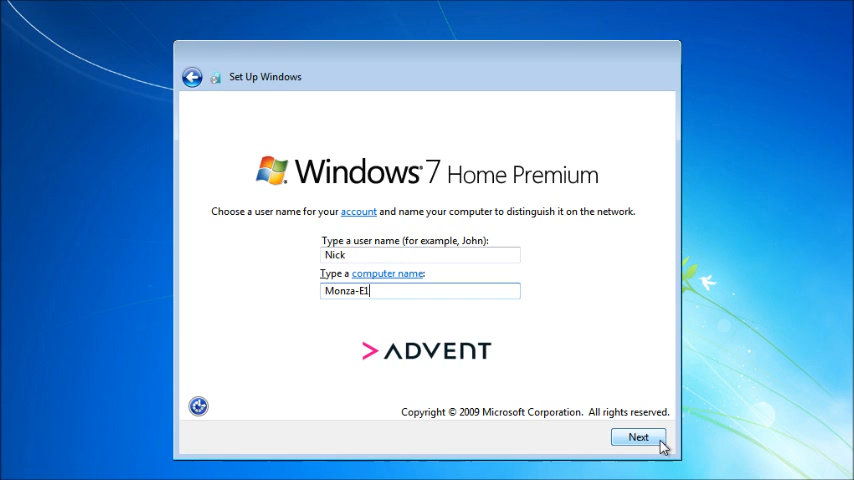 Set Up Windows
Windows 7 Home Premium
Choose a user name for your account and name your computer to distinguish it on the network.
Type a user name (for example, John):
Nick
Type a computer name:
Monza-E1
>ADVENT
Copyright © 2009 Microsoft Corporation. All rights reserved.
Next